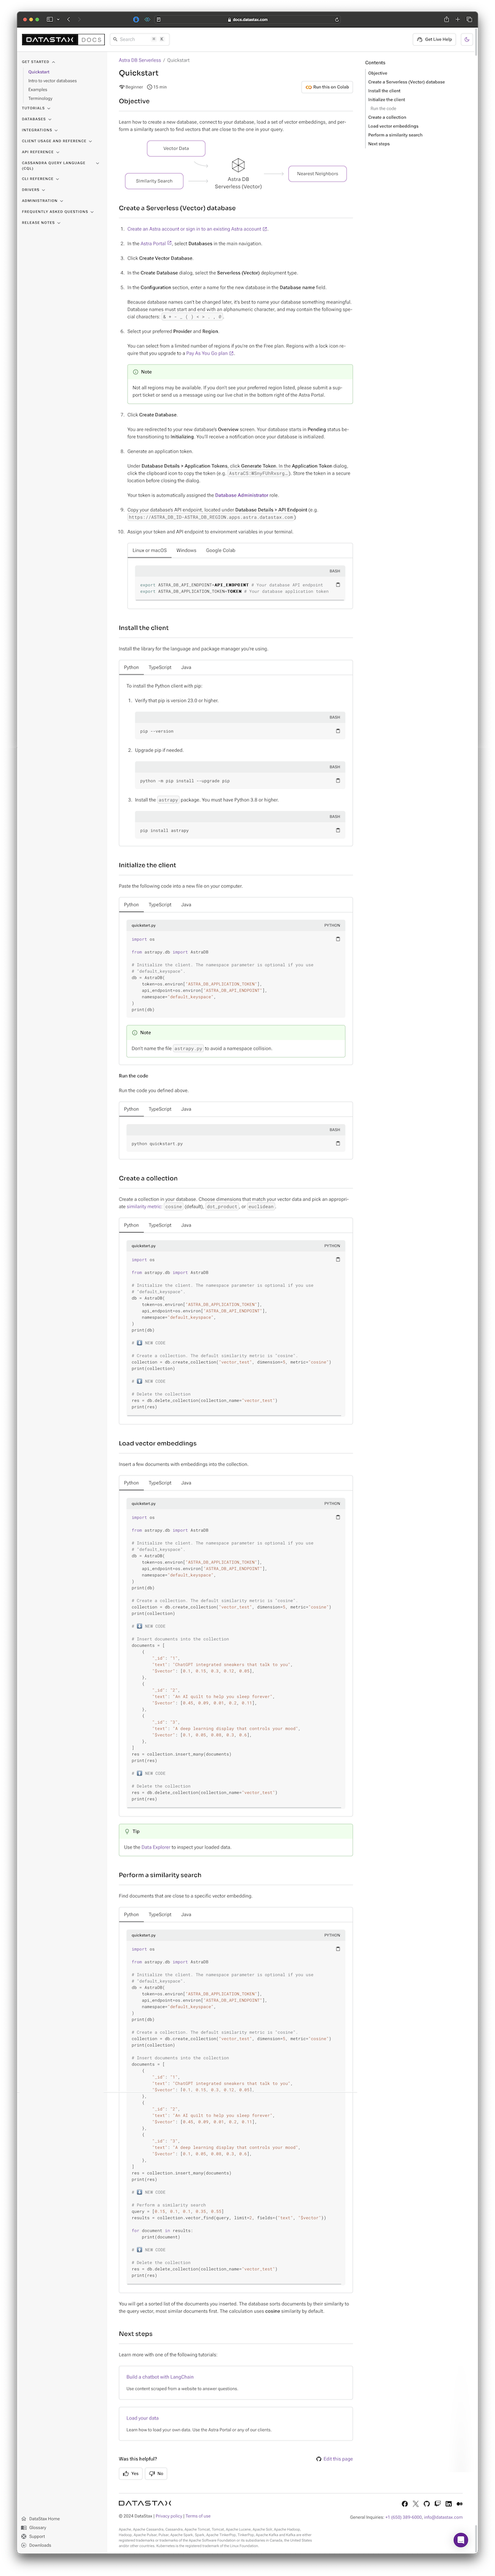 docs.datastax.com
DATASTAX DOCS
Search
K
Get Live Help
GET STARTED
Quickstart
Intro to vector databases
Examples
Terminology
TUTORIALS
DATABASES
INTEGRATIONS
CLIENT USAGE AND REFERENCE
API REFERENCE
CASSANDRA QUERY LANGUAGE
(CQL)
CLI REFERENCE
DRIVERS
ADMINISTRATION
FREQUENTLY ASKED QUESTIONS
RELEASE NOTES
Astra DB Serverless / Quickstart
Quickstart
Beginner 15 min
Run this on Colab
Contents
Objective
Create a Serverless (Vector) database
Install the client
Initialize the client
Run the code
Create a collection
Load vector embeddings
Perform a similarity search
Next steps
Objective
Learn how to create a new database, connect to your database, load a set of vector embeddings, and per-
form a similarity search to find vectors that are close to the one in your query.
Vector Data
Similarity Search
Astra DB
Serverless (Vector)
Nearest Neighbors
Create a Serverless (Vector) database
1. Create an Astra account or sign in to an existing Astra account.
2. In the Astra Portal, select Databases in the main navigation.
3. Click Create Vector Database.
4. In the Create Database dialog, select the Serverless (Vector) deployment type.
5. In the Configuration section, enter a name for the new database in the Database name field.
Because database names can't be changed later, it's best to name your database something meaningful.
Database names must start and end with an alphanumeric character, and may contain the following spe-
cial characters:
6. Select your preferred Provider and Region.
You can select from a limited number of regions if you're on the Free plan. Regions with a lock icon re-
quire that you upgrade to a Pay As You Go plan.
Note
Not all regions may be available. If you don't see your preferred region listed, please submit a sup-
port ticket or send us a message using our live chat in the bottom right of the Astra Portal.
7. Click Create Database.
You are redirected to your new database's Overview screen. Your database starts in Pending status be-
fore transitioning to Initializing. You'll receive a notification once your database is initialized.
8. Generate an application token.
Under Database Details > Application Tokens, click Generate Token. In the Application Token dialog,
click the clipboard icon to copy the token (e.g. ). Store the token in a secure
location before closing the dialog.
Your token is automatically assigned the Database Administrator role.
9. Copy your database's API endpoint, located under Database Details > API Endpoint (e.g.
https://ASTRA_DB_ID-ASTRA_DB_REGION.apps.astra.datastax.com)
10. Assign your token and API endpoint to environment variables in your terminal.
Linux or macOS Windows Google Colab
BASH
export ASTRA_DB_API_ENDPOINT=API_ENDPOINT # Your database API endpoint
export ASTRA_DB_APPLICATION_TOKEN=TOKEN # Your database application token
Install the client
Install the library for the language and package manager you're using.
Python TypeScript Java
To install the Python client with pip:
1. Verify that pip is version 23.0 or higher.
BASH
pip --version
2. Upgrade pip if needed.
BASH
python -m pip install --upgrade pip
3. Install the astrapy package. You must have Python 3.8 or higher.
BASH
pip install astrapy
Initialize the client
Paste the following code into a new file on your computer.
Python TypeScript Java
quickstart.py PYTHON
import os
from astrapy.db import AstraDB
# Initialize the client. The namespace parameter is optional if you use
# "default_keyspace".
db = AstraDB(
token=os.environ["ASTRA_DB_APPLICATION_TOKEN"],
api_endpoint=os.environ["ASTRA_DB_API_ENDPOINT"],
namespace="default_keyspace",
)
print(db)
Note
Don't name the file astrapy.py to avoid a namespace collision.
Run the code
Run the code you defined above.
Python TypeScript Java
BASH
python quickstart.py
Create a collection
Create a collection in your database. Choose dimensions that match your vector data and pick an appropri-
ate similarity metric: cosine (default), dot_product, or euclidean.
Python TypeScript Java
quickstart.py PYTHON
import os
from astrapy.db import AstraDB
# Initialize the client. The namespace parameter is optional if you use
# "default_keyspace".
db = AstraDB(
token=os.environ["ASTRA_DB_APPLICATION_TOKEN"],
api_endpoint=os.environ["ASTRA_DB_API_ENDPOINT"],
namespace="default_keyspace",
)
print(db)
# ⬆️ NEW CODE
# Create a collection. The default similarity metric is "cosine".
collection = db.create_collection("vector_test", dimension=5, metric="cosine")
print(collection)
# ⬇️ NEW CODE
# Delete the collection
res = db.delete_collection(collection_name="vector_test")
print(res)
Load vector embeddings
Insert a few documents with embeddings into the collection.
Python TypeScript Java
quickstart.py PYTHON
import os
from astrapy.db import AstraDB
# Initialize the client. The namespace parameter is optional if you use
# "default_keyspace".
db = AstraDB(
token=os.environ["ASTRA_DB_APPLICATION_TOKEN"],
api_endpoint=os.environ["ASTRA_DB_API_ENDPOINT"],
namespace="default_keyspace",
)
print(db)
# Create a collection. The default similarity metric is "cosine".
collection = db.create_collection("vector_test", dimension=5, metric="cosine")
print(collection)
# ⬇️ NEW CODE
# Insert documents into the collection
documents = [
{
"_id": "1",
"text": "ChatGPT integrated sneakers that talk to you",
"$vector": [0.1, 0.15, 0.3, 0.12, 0.05],
},
{
"_id": "2",
"text": "An AI quilt to help you sleep forever",
"$vector": [0.45, 0.09, 0.01, 0.2, 0.11],
},
{
"_id": "3",
"text": "A deep learning display that controls your mood",
"$vector": [0.1, 0.05, 0.08, 0.3, 0.6],
},
]
res = collection.insert_many(documents)
print(res)
# ⬆️ NEW CODE
# Delete the collection
res = db.delete_collection(collection_name="vector_test")
print(res)
Tip
Use the Data Explorer to inspect your loaded data.
Perform a similarity search
Find documents that are close to a specific vector embedding.
Python TypeScript Java
quickstart.py PYTHON
import os
from astrapy.db import AstraDB
# Initialize the client. The namespace parameter is optional if you use
# "default_keyspace".
db = AstraDB(
token=os.environ["ASTRA_DB_APPLICATION_TOKEN"],
api_endpoint=os.environ["ASTRA_DB_API_ENDPOINT"],
namespace="default_keyspace",
)
print(db)
# Create a collection. The default similarity metric is "cosine".
collection = db.create_collection("vector_test", dimension=5, metric="cosine")
print(collection)
# Insert documents into the collection
documents = [
{
"_id": "1",
"text": "ChatGPT integrated sneakers that talk to you",
"$vector": [0.1, 0.15, 0.3, 0.12, 0.05],
},
{
"_id": "2",
"text": "An AI quilt to help you sleep forever",
"$vector": [0.45, 0.09, 0.01, 0.2, 0.11],
},
{
"_id": "3",
"text": "A deep learning display that controls your mood",
"$vector": [0.1, 0.05, 0.08, 0.3, 0.6],
},
]
res = collection.insert_many(documents)
print(res)
# ⬇️ NEW CODE
# Perform a similarity search
query = [0.15, 0.1, 0.1, 0.35, 0.55]
results = collection.vector_find(query, limit=2, fields={"text", "$vector"})
for document in results:
print(document)
# ⬆️ NEW CODE
# Delete the collection
res = db.delete_collection(collection_name="vector_test")
print(res)
You will get a sorted list of the documents you inserted. The database sorts documents by their similarity to
the query vector, most similar documents first. The calculation uses cosine similarity by default.
Next steps
Learn more with one of the following tutorials:
Build a chatbot with LangChain
Use content scraped from a website to answer questions.
Load your data
Learn how to load your own data. Use the Astra Portal or any of our clients.
Was this helpful?
Yes No
Edit this page
DataStax Home
Glossary
Support
Downloads
DATASTAX
© 2024 DataStax | Privacy policy | Terms of use
General Inquiries: +1 (650) 389-6000, info@datastax.com
Apache, Apache Cassandra, Cassandra, Apache Tomcat, Tomcat, Apache Lucene, Apache Solr, Apache Hadoop,
Hadoop, Apache Pulsar, Pulsar, Apache Spark, Spark, Apache TinkerPop, TinkerPop, Apache Kafka and Kafka are either
registered trademarks or trademarks of the Apache Software Foundation or its subsidiaries in Canada, the United States
and/or other countries. Kubernetes is the registered trademark of the Linux Foundation.